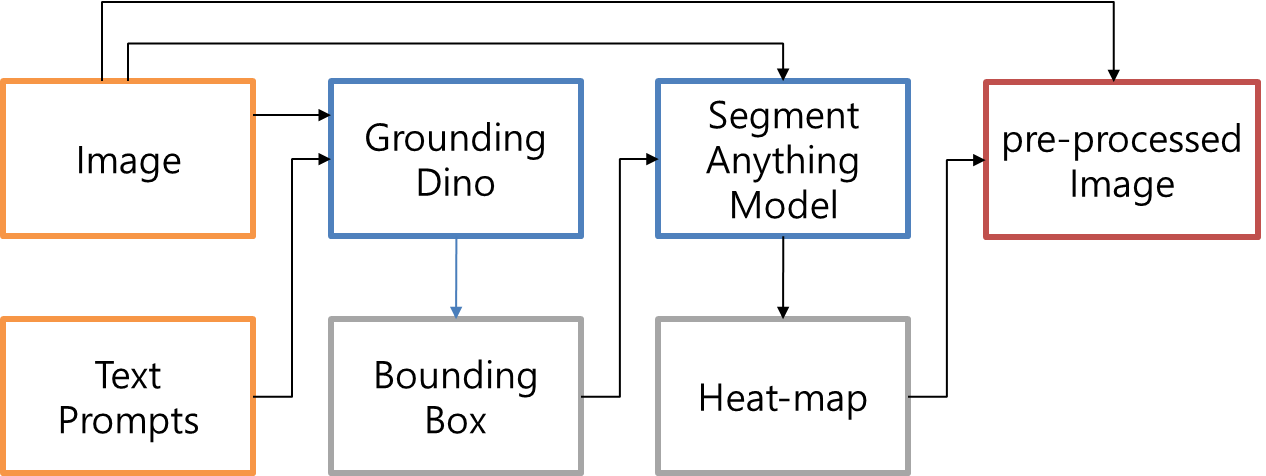 Image
Grounding
Dino
Segment
Anything
Model
pre-processed
Image
Text
Prompts
Bounding
Box
Heat-map